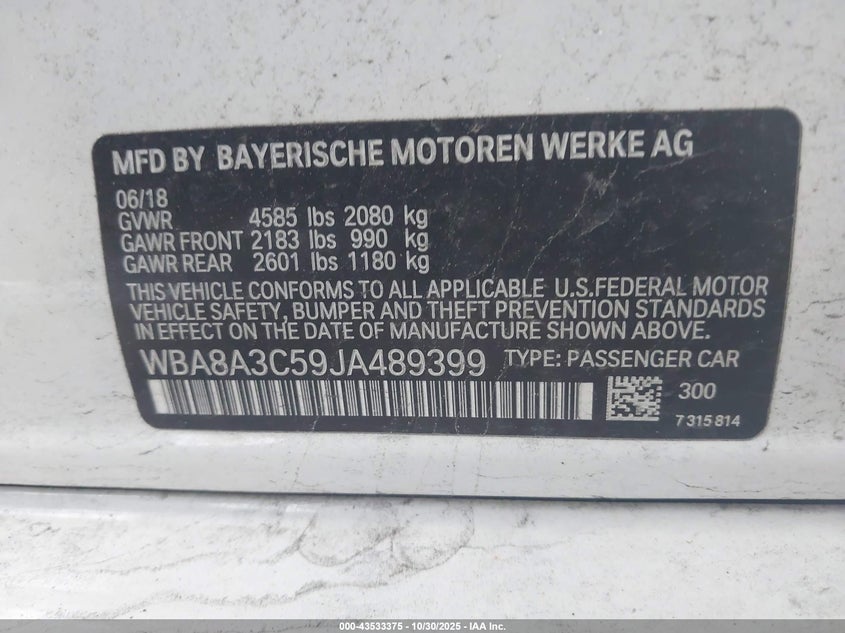 MFD BY BAYERISCHE MOTOREN WERKE AG
06/18
GVWR 4585 lbs 2080 kg
GAWR FRONT 2183 lbs 990 kg
GAWR REAR 2601 lbs 1180 kg
THIS VEHICLE CONFORMS TO ALL APPLICABLE U.S.FEDERAL MOTOR
VEHICLE SAFETY, BUMPER AND THEFT PREVENTION STANDARDS
IN EFFECT ON THE DATE OF MANUFACTURE SHOWN ABOVE.
WBA8A3C59JA489399 TYPE: PASSENGER CAR
300
7315814
000-43533375 - 10/30/2025 - IAA Inc.